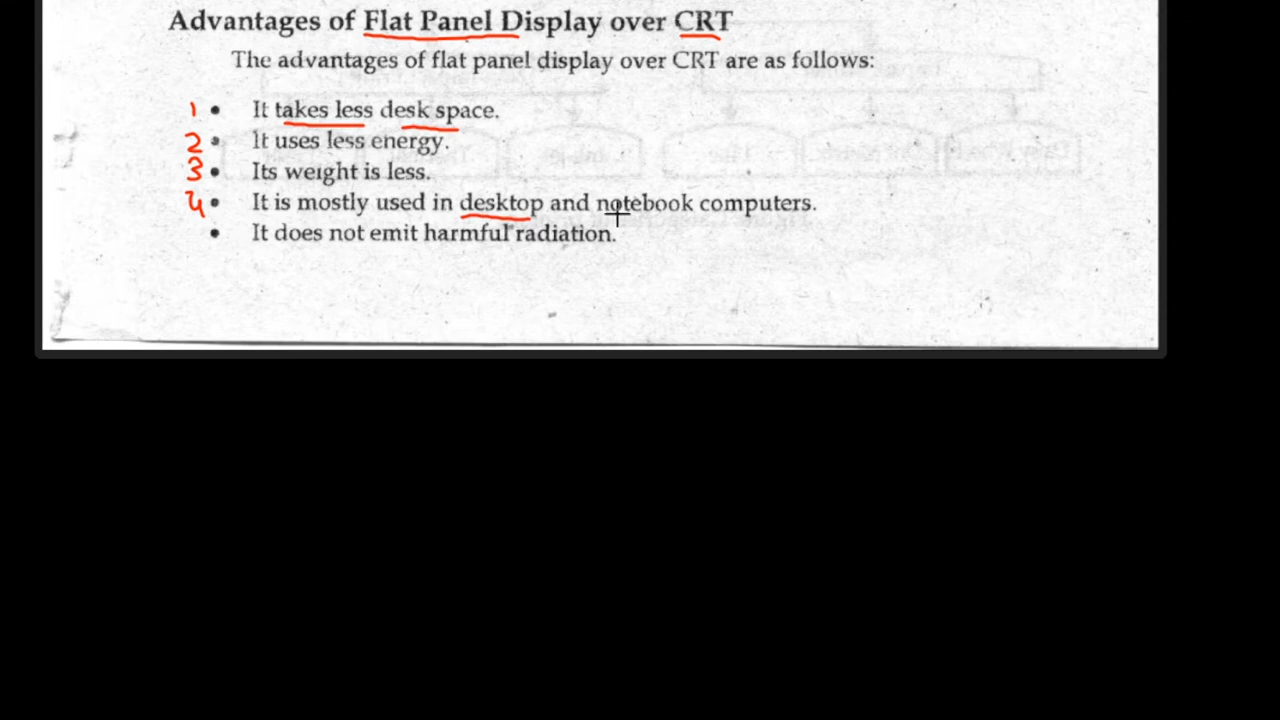 Advantages of Flat Panel Display over CRT
The advantages of flat panel display over CRT are as follows:
1 • It takes less desk space.
2 • It uses less energy.
3 • Its weight is less.
4 • It is mostly used in desktop and notebook computers.
• It does not emit harmful radiation.